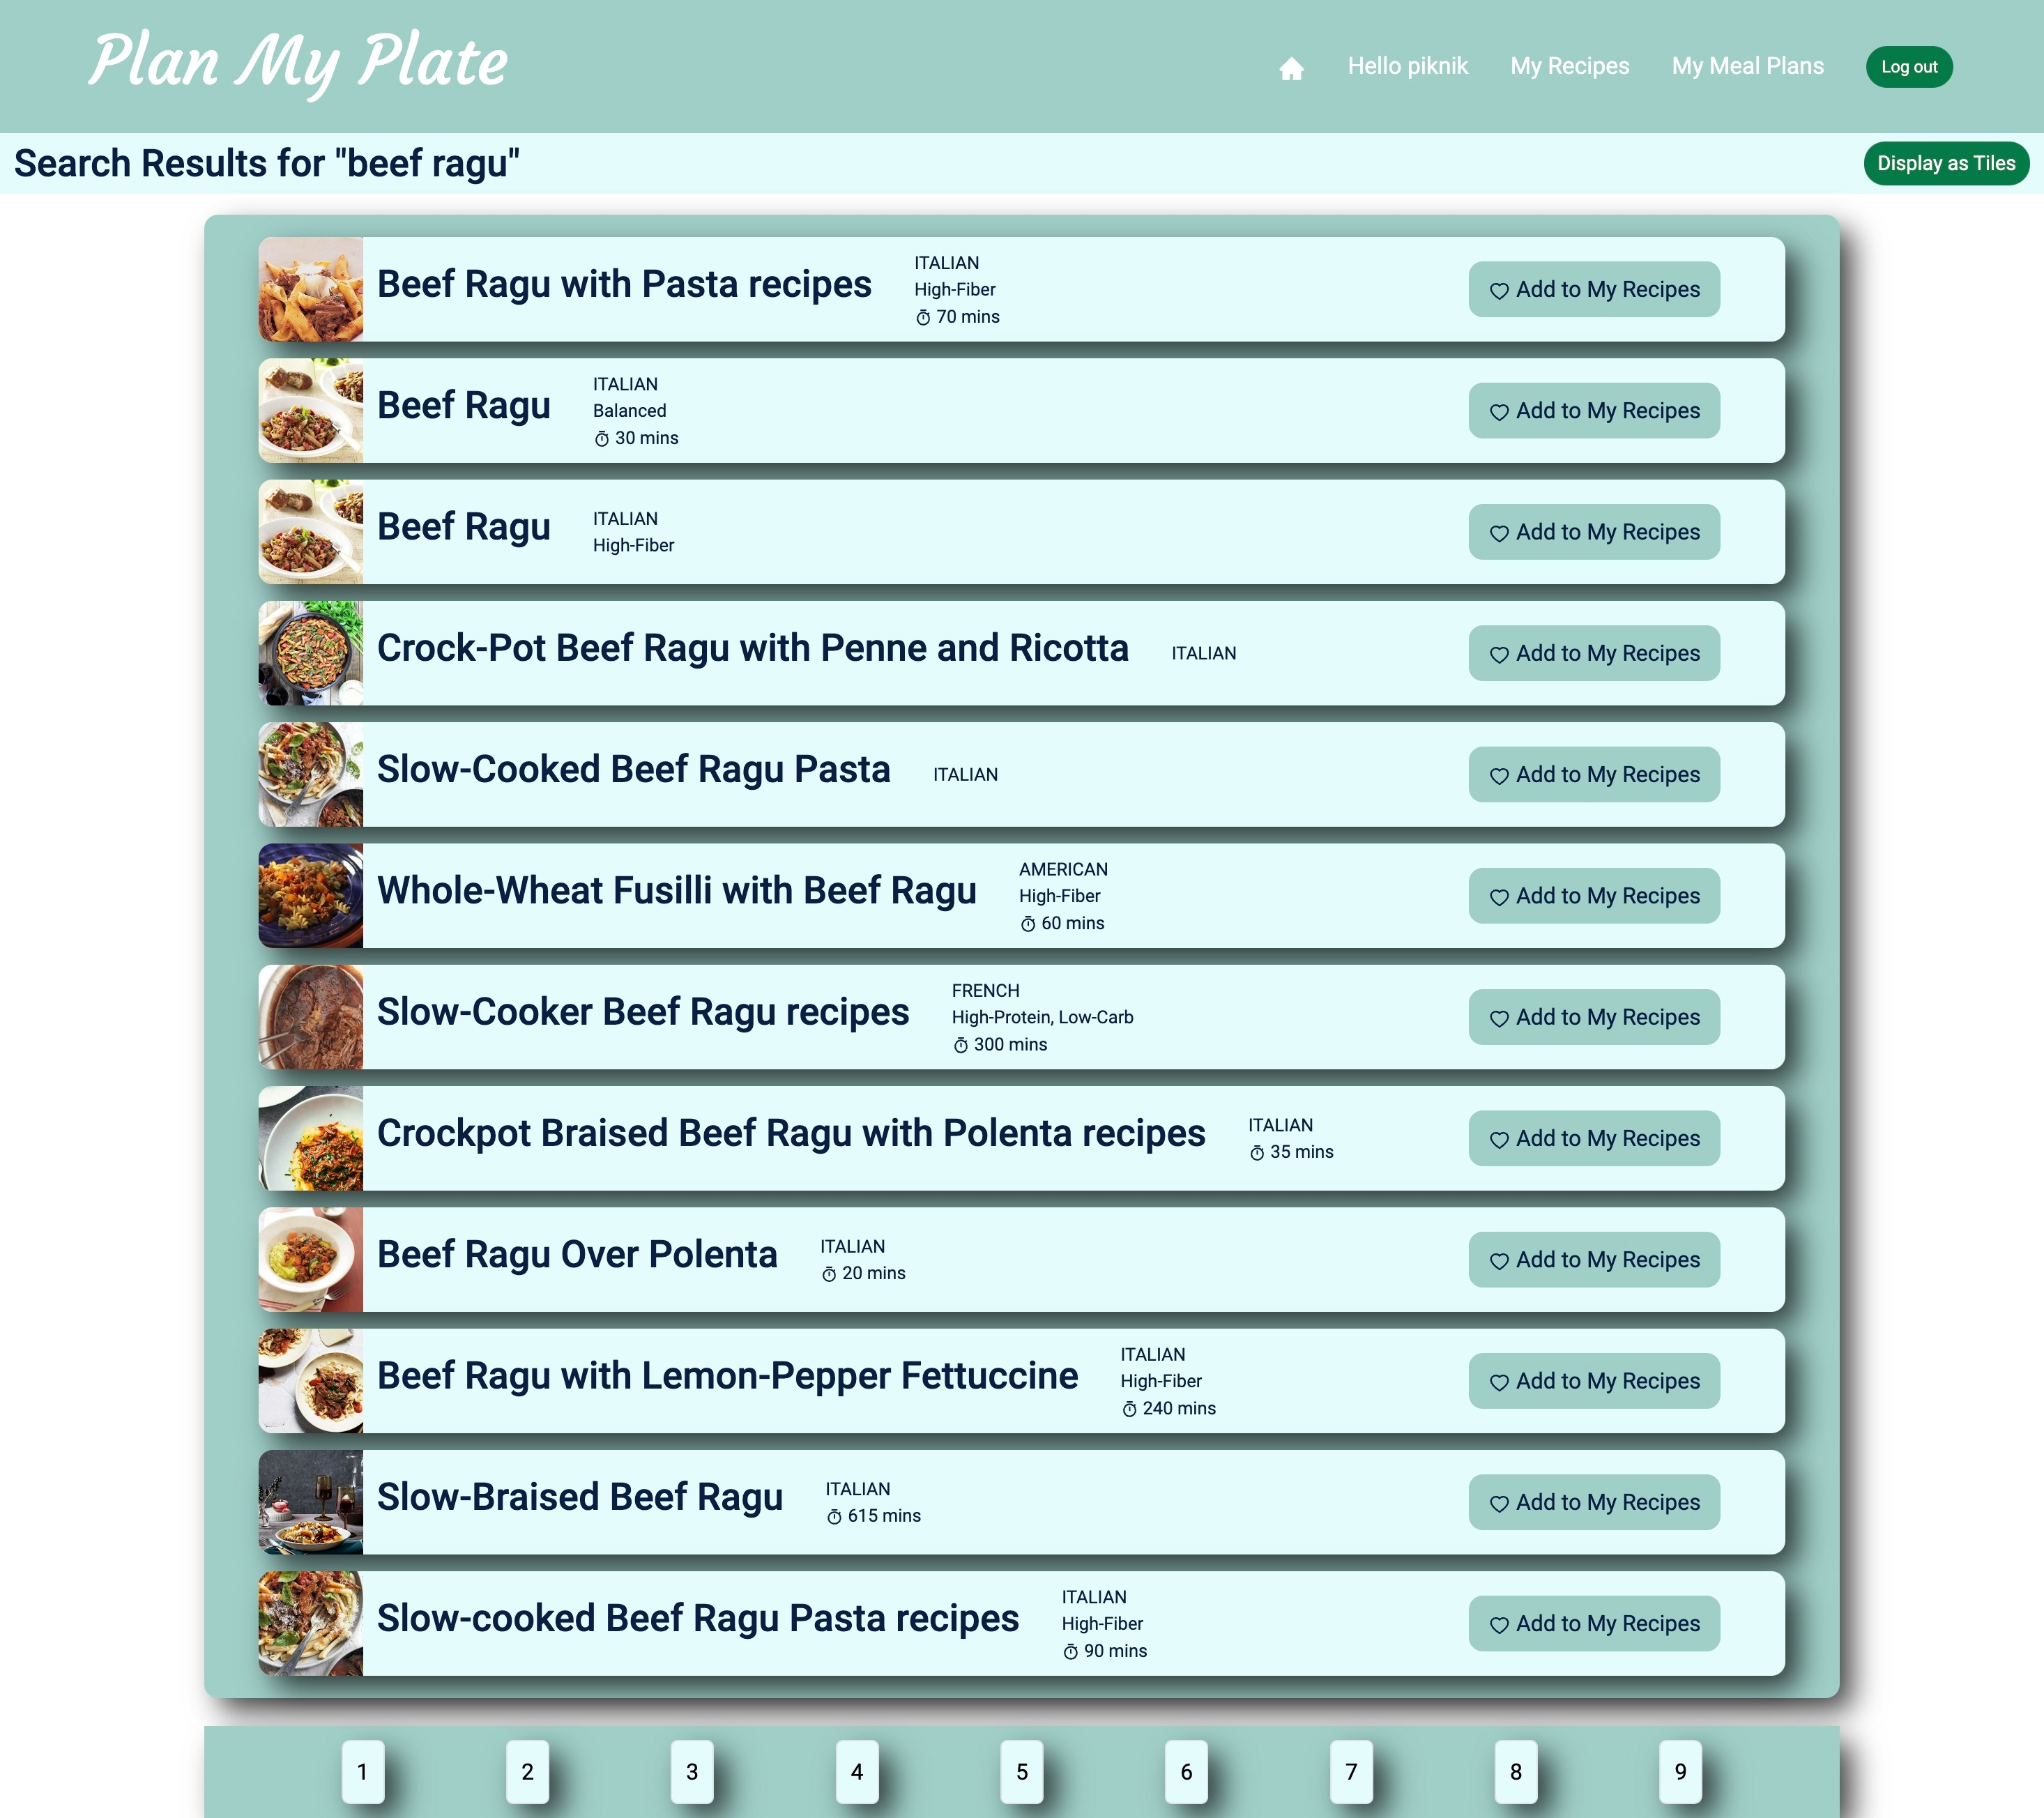 Plan My Plate
Hello piknik
My Recipes
My Meal Plans
Log out
Search Results for "beef ragu"
Display as Tiles
Beef Ragu with Pasta recipes
ITALIAN
High-Fiber
70 mins
Add to My Recipes
Beef Ragu
ITALIAN
Balanced
30 mins
Add to My Recipes
Beef Ragu
ITALIAN
High-Fiber
Add to My Recipes
Crock-Pot Beef Ragu with Penne and Ricotta
ITALIAN
Add to My Recipes
Slow-Cooked Beef Ragu Pasta
ITALIAN
Add to My Recipes
Whole-Wheat Fusilli with Beef Ragu
AMERICAN
High-Fiber
60 mins
Add to My Recipes
Slow-Cooker Beef Ragu recipes
FRENCH
High-Protein, Low-Carb
300 mins
Add to My Recipes
Crockpot Braised Beef Ragu with Polenta recipes
ITALIAN
35 mins
Add to My Recipes
Beef Ragu Over Polenta
ITALIAN
20 mins
Add to My Recipes
Beef Ragu with Lemon-Pepper Fettuccine
ITALIAN
High-Fiber
240 mins
Add to My Recipes
Slow-Braised Beef Ragu
ITALIAN
615 mins
Add to My Recipes
Slow-cooked Beef Ragu Pasta recipes
ITALIAN
High-Fiber
90 mins
Add to My Recipes
1 2 3 4 5 6 7 8 9